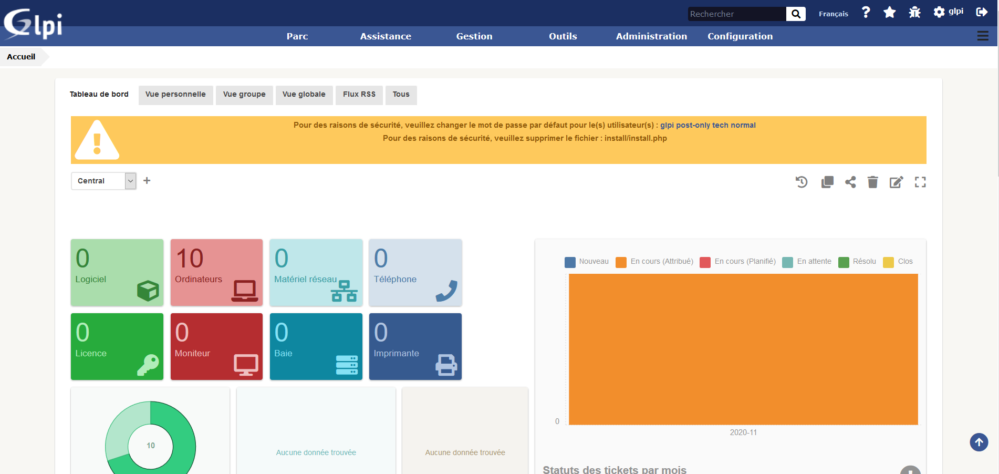 Glpi
Rechercher
Français
glpi
Parc
Assistance
Gestion
Outils
Administration
Configuration
Accueil
Tableau de bord
Vue personnelle
Vue groupe
Vue globale
Flux RSS
Tous
Pour des raisons de sécurité, veuillez changer le mot de passe par défaut pour le(s) utilisateur(s) : glpi post-only tech normal
Pour des raisons de sécurité, veuillez supprimer le fichier : install/install.php
Central
0
Logiciel
10
Ordinateurs
0
Matériel réseau
0
Téléphone
0
Licence
0
Moniteur
0
Baie
0
Imprimante
10
Aucune donnée trouvée
Aucune donnée trouvée
Nouveau
En cours (Attribué)
En cours (Planifié)
En attente
Résolu
Clos
0
2020-11
Statuts des tickets par mois